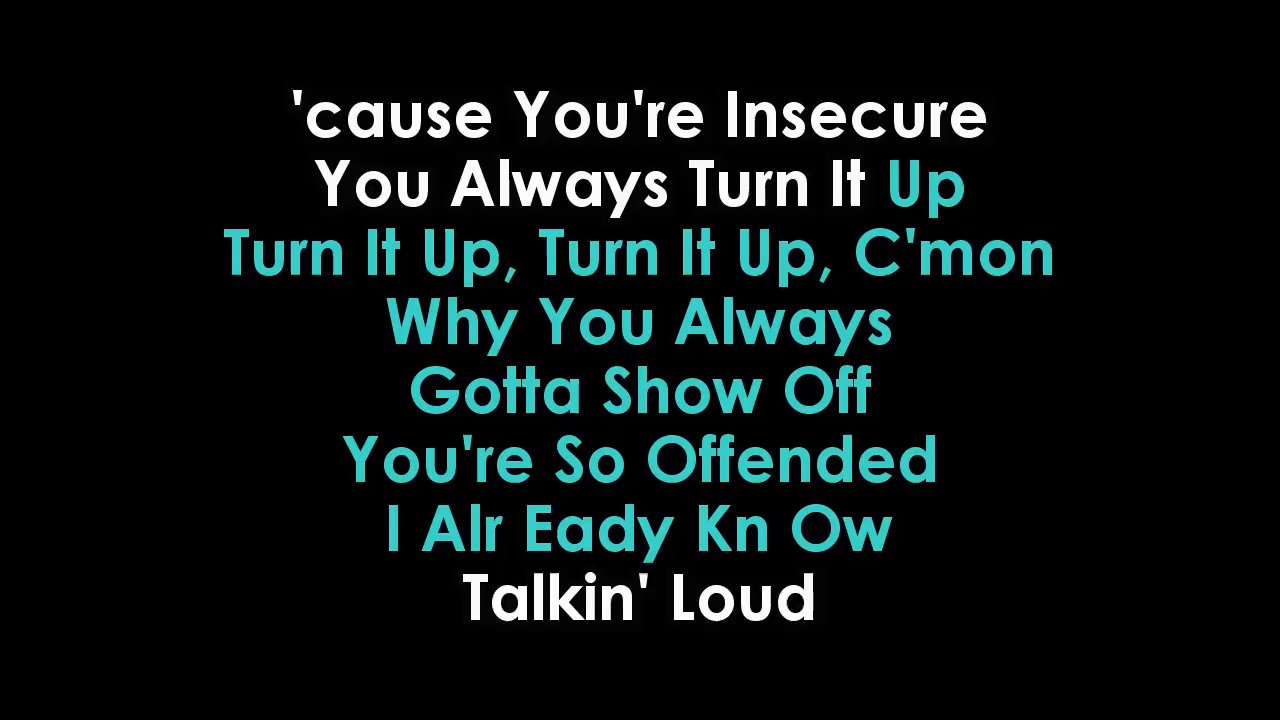 'cause You're Insecure
You Always Turn It Up
Turn It Up, Turn It Up, C'mon
Why You Always
Gotta Show Off
You're So Offended
I Alr Eady Kn Ow
Talkin' Loud